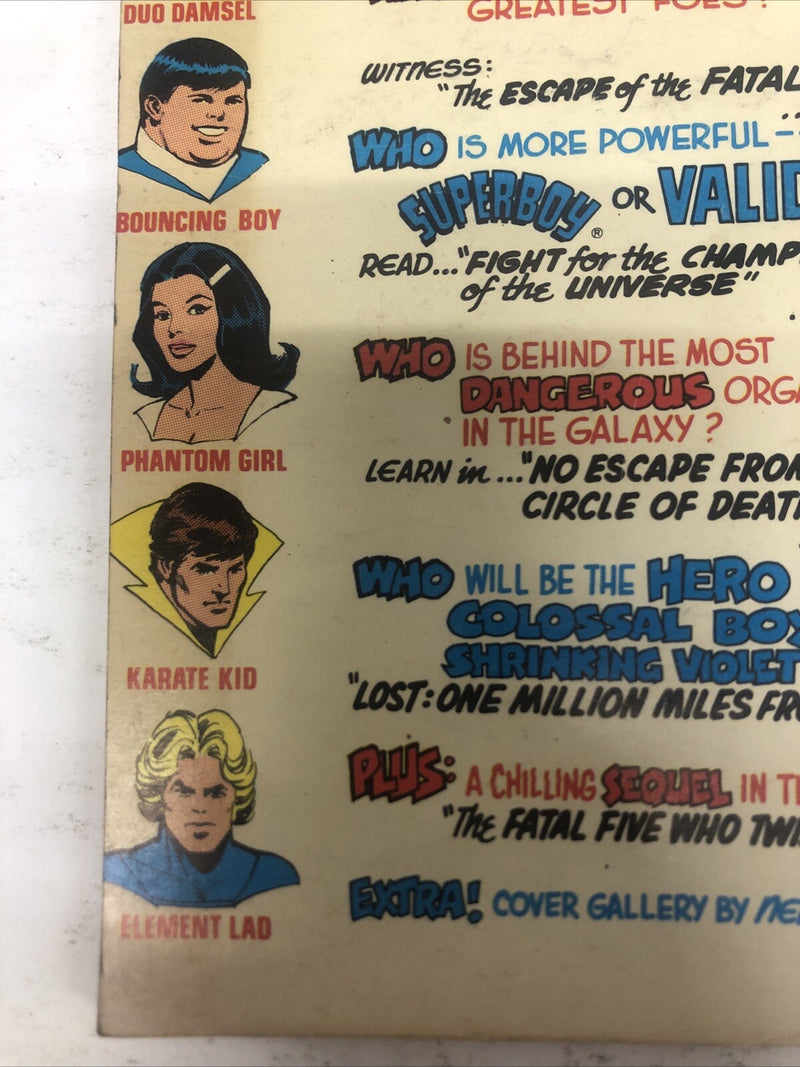 DUO DAMSEL
GREATEST FOES!
WITNESS:
"The ESCAPE of the FATAL
BOUNCING BOY
WHO IS MORE POWERFUL--
SUPERBOY® OR VALID
READ..."FIGHT for the CHAMP
of the UNIVERSE"
PHANTOM GIRL
WHO IS BEHIND THE MOST
DANGEROUS ORGA
IN THE GALAXY?
LEARN in..."NO ESCAPE FROM
CIRCLE OF DEATH
KARATE KID
WHO WILL BE THE HERO
COLOSSAL BOY
SHRINKING VIOLET
"LOST: ONE MILLION MILES FRO
ELEMENT LAD
PLUS: A CHILLING SEQUEL IN TH
"The FATAL FIVE WHO TWI
EXTRA! COVER GALLERY BY NE